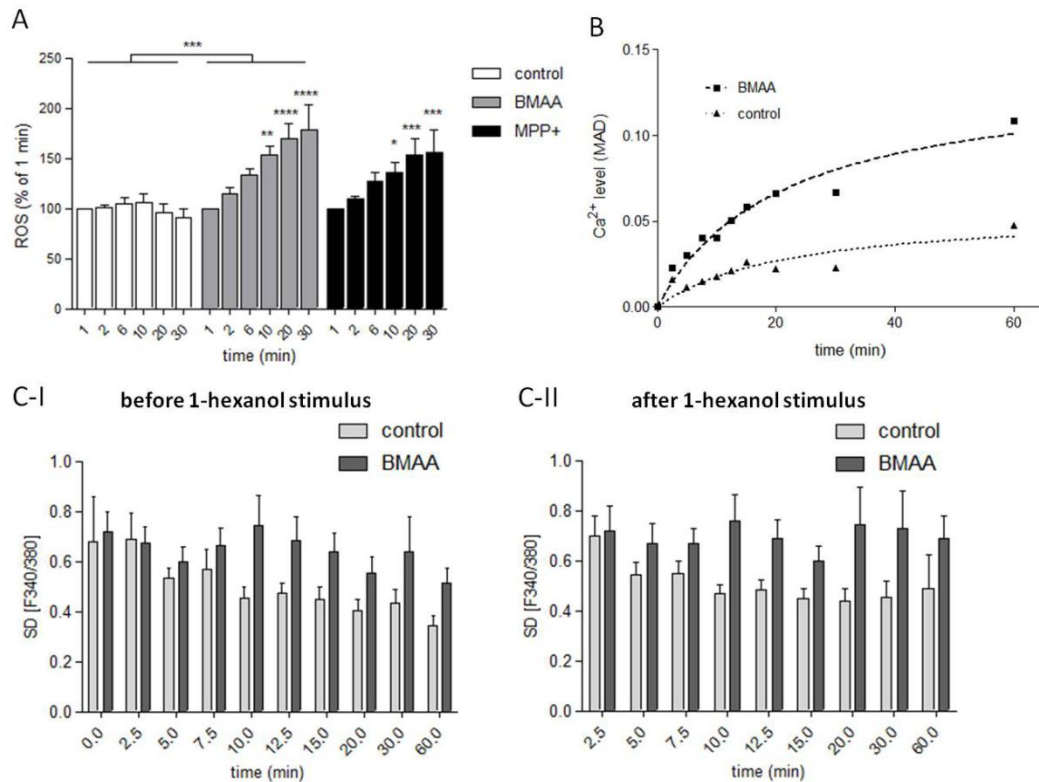 A
***
250
200
150
100
50
0
ROS (% of 1 min)
control
BMAA
MPP+
** **** ****
* *** ***
1 2 6 10 20 30 1 2 6 10 20 30 1 2 6 10 20 30
time (min)
B
0.15
0.10
0.05
0.00
Ca2+ level (MAD)
BMAA
control
0 20 40 60
time (min)
C-I before 1-hexanol stimulus
control
BMAA
1.0
0.8
0.6
0.4
0.2
0.0
SD [F340/380]
0.0 2.5 5.0 7.5 10.0 12.5 15.0 20.0 30.0 60.0
time (min)
C-II after 1-hexanol stimulus
control
BMAA
1.0
0.8
0.6
0.4
0.2
0.0
SD [F340/380]
2.5 5.0 7.5 10.0 12.5 15.0 20.0 30.0 60.0
time (min)